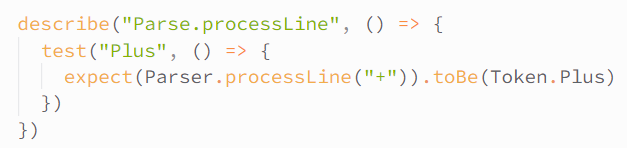 describe("Parse.processLine", () => {
  test("Plus", () => {
    expect(Parser.processLine("+")).toBe(Token.Plus)
  })
})